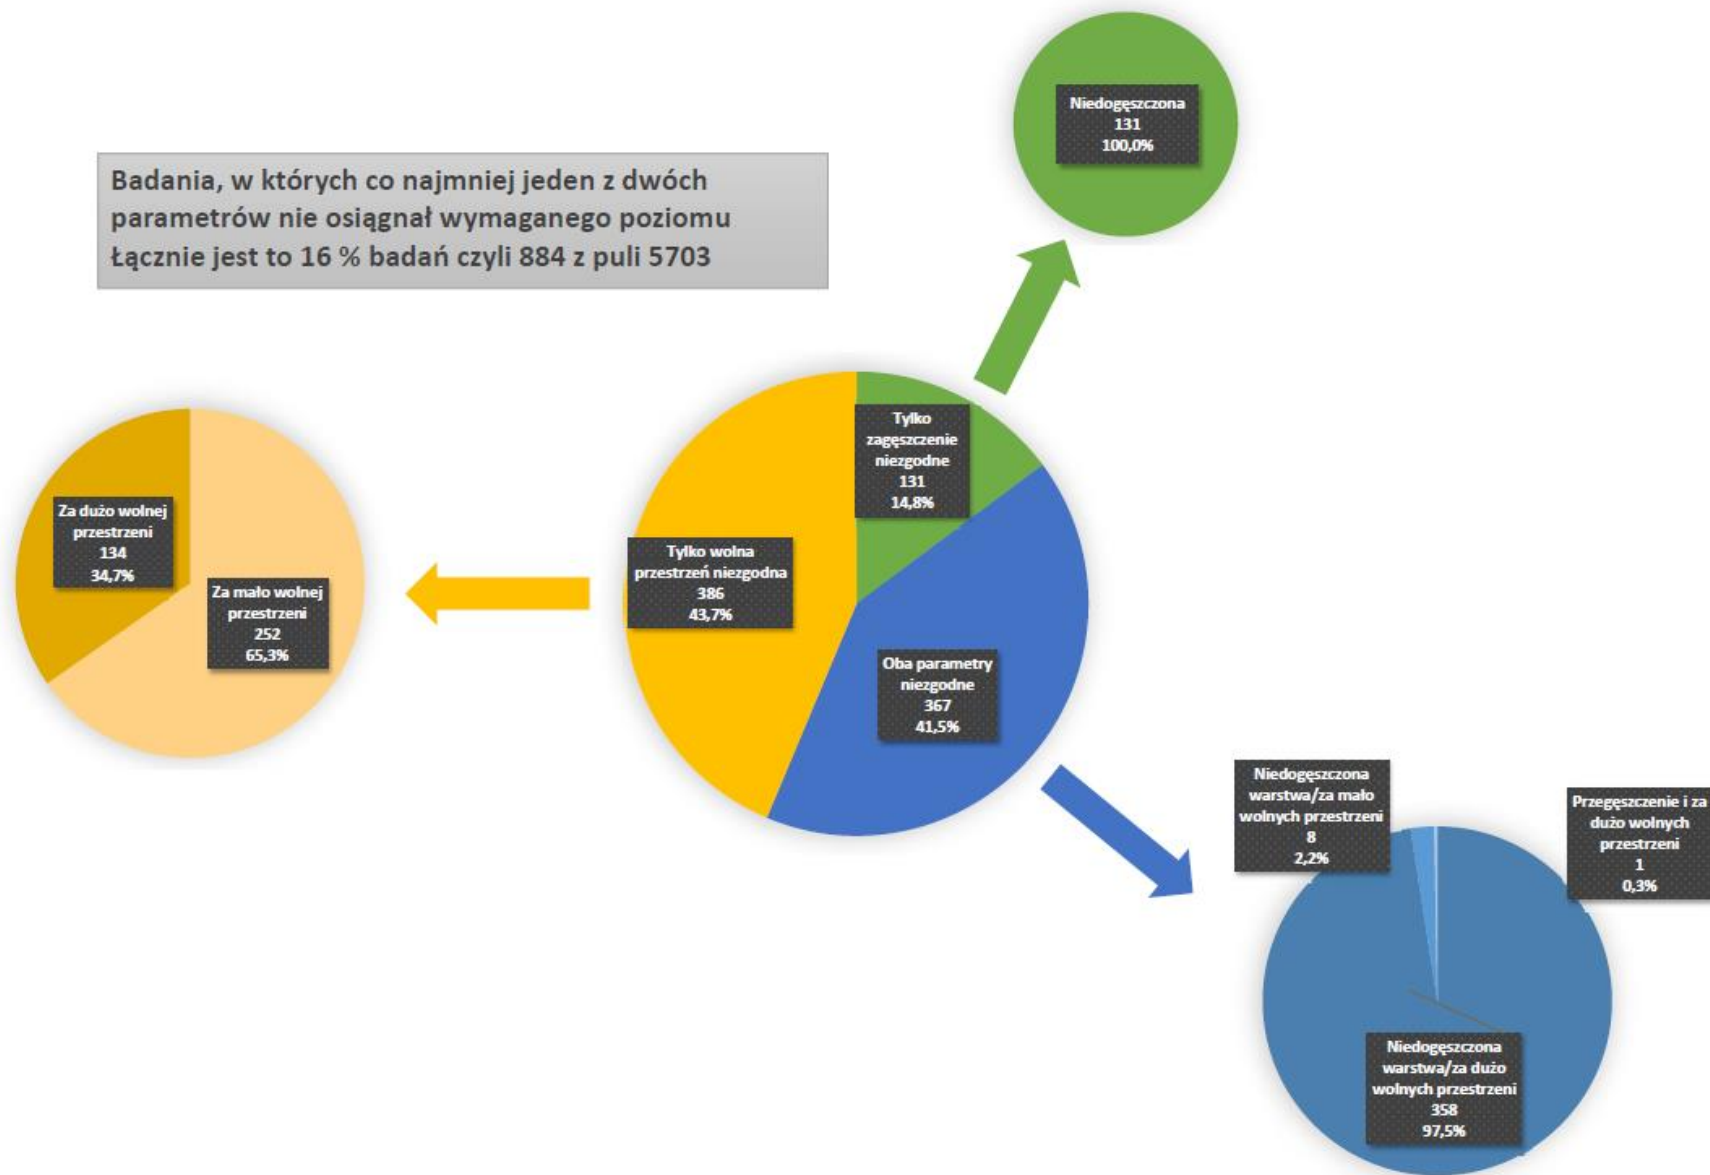 Niedogęszczona
131
100,0%
Badania, w których co najmniej jeden z dwóch
parametrów nie osiągnął wymaganego poziomu
Łącznie jest to 16 % badań czyli 884 z puli 5703
Tylko
zagęszczenie
niezgodne
131
14,8%
Za dużo wolnej
przestrzeni
134
34,7%
Za mało wolnej
przestrzeni
252
65,3%
Tylko wolna
przestrzeń niezgodna
386
43,7%
Oba parametry
niezgodne
367
41,5%
Niedogęszczona
warstwa/za mało
wolnych przestrzeni
8
2,2%
Przegęszczenie i za
dużo wolnych
przestrzeni
1
0,3%
Niedogęszczona
warstwa/za dużo
wolnych przestrzeni
358
97,5%